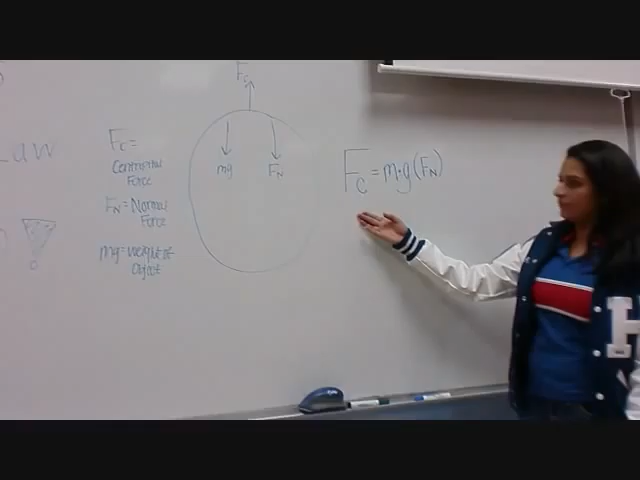 Law
Fc
Fc =
Centripetal
Force
FN = Normal
Force
mg = Weight of
Object
mg
FN
Fc = m·g(FN)
H